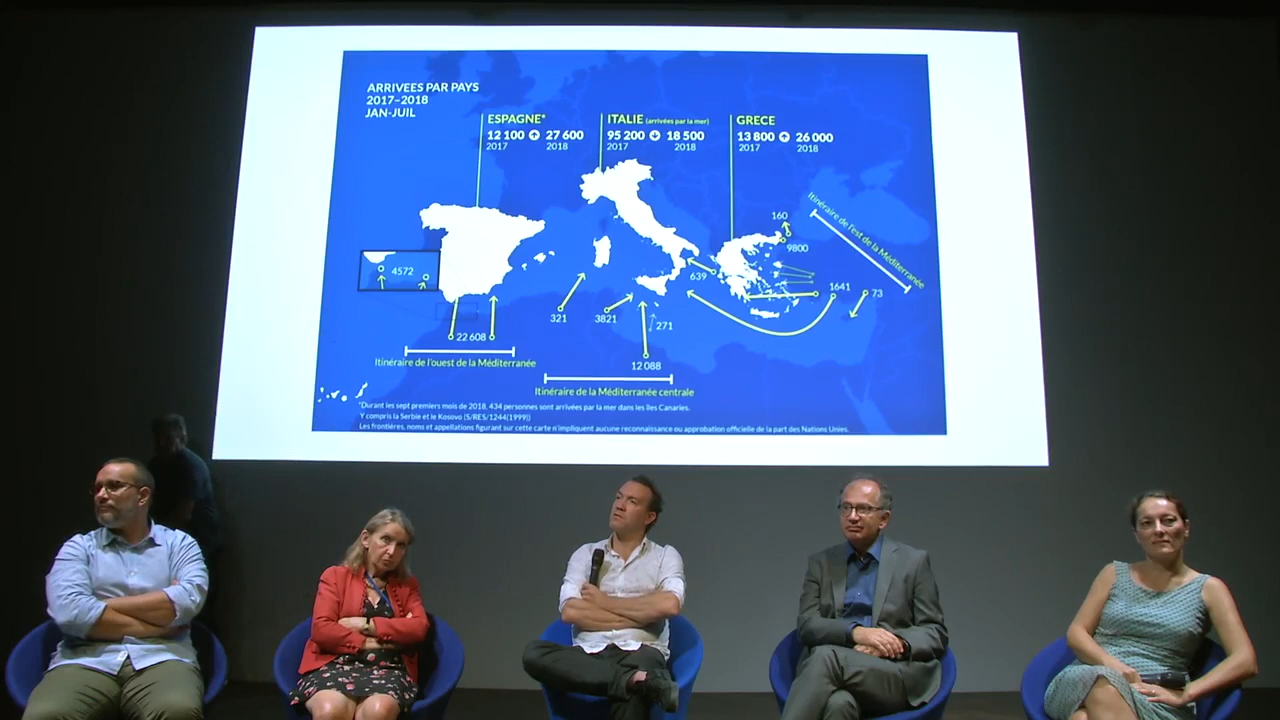 ARRIVEES PAR PAYS
2017–2018
JAN-JUIL
ESPAGNE*
12 100 27 600
2017 2018
ITALIE (arrivées par la mer)
95 200 18 500
2017 2018
GRECE
13 800 26 000
2017 2018
Itinéraire de l'est de la Méditerranée
160
9800
4572
639
1641
73
321
3821
271
22 608
12 088
Itinéraire de l'ouest de la Méditerranée
Itinéraire de la Méditerranée centrale
*Durant les sept premiers mois de 2018, 434 personnes sont arrivées par la mer dans les îles Canaries.
Y compris la Serbie et le Kosovo (S/RES/1244(1999))
Les frontières, noms et appellations figurant sur cette carte n'impliquent aucune reconnaissance ou approbation officielle de la part des Nations Unies.